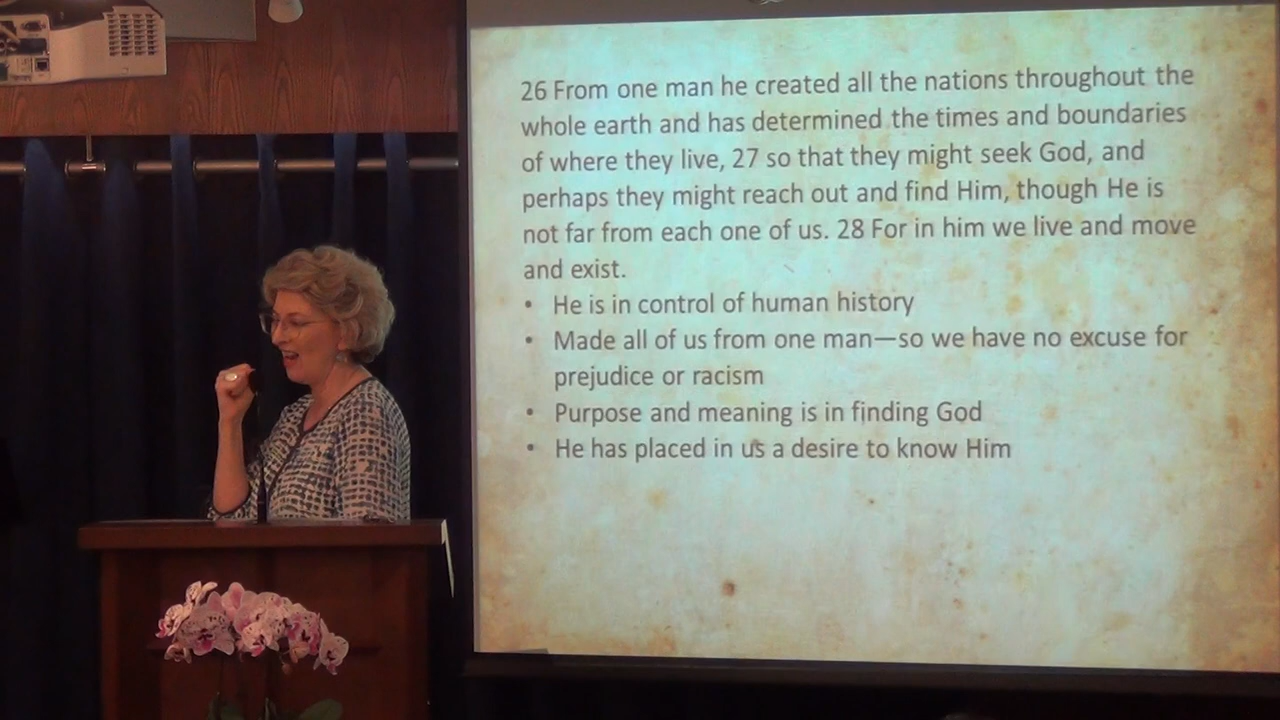 26 From one man he created all the nations throughout the
whole earth and has determined the times and boundaries
of where they live, 27 so that they might seek God, and
perhaps they might reach out and find Him, though He is
not far from each one of us. 28 For in him we live and move
and exist.
• He is in control of human history
• Made all of us from one man—so we have no excuse for
prejudice or racism
• Purpose and meaning is in finding God
• He has placed in us a desire to know Him